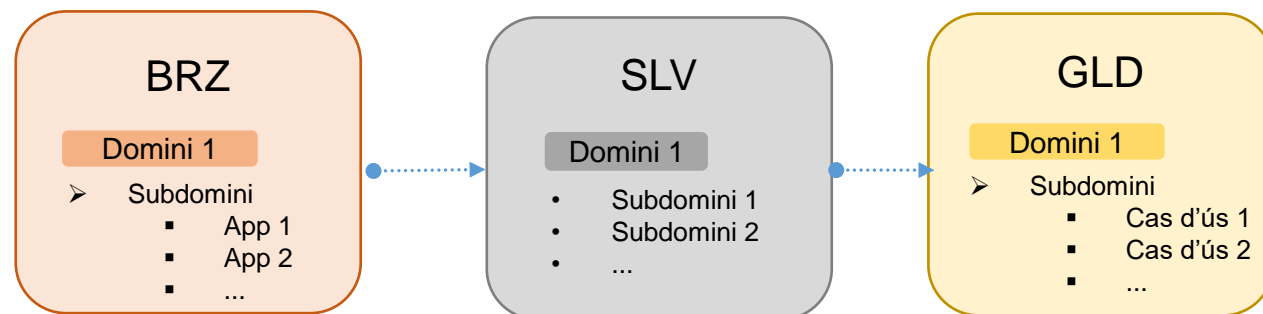 BRZ
Domini 1
➢ Subdomini
▪ App 1
▪ App 2
▪ ...
SLV
Domini 1
• Subdomini 1
• Subdomini 2
• ...
GLD
Domini 1
➢ Subdomini
▪ Cas d’ús 1
▪ Cas d’ús 2
▪ ...